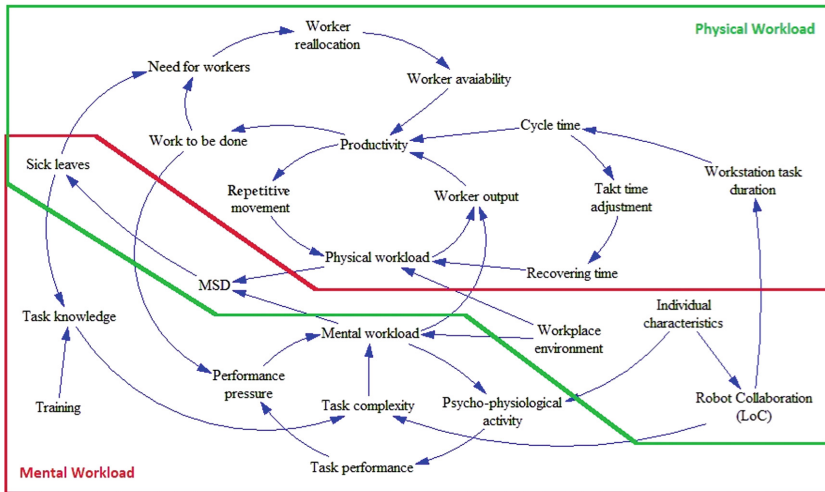 Worker
reallocation
Physical Workload
Need for workers
Worker avaiability
Work to be done
Productivity
Cycle time
Sick leaves
Workstation task
duration
Repetitive
movement
Worker output
Takt time
adjustment
Physical workload
Recovering time
MSD
Individual
characteristics
Task knowledge
Mental workload
Workplace
environment
Performance
pressure
Training
Task complexity
Psycho-physiological
activity
Robot Collaboration
(LoC)
Task performance
Mental Workload